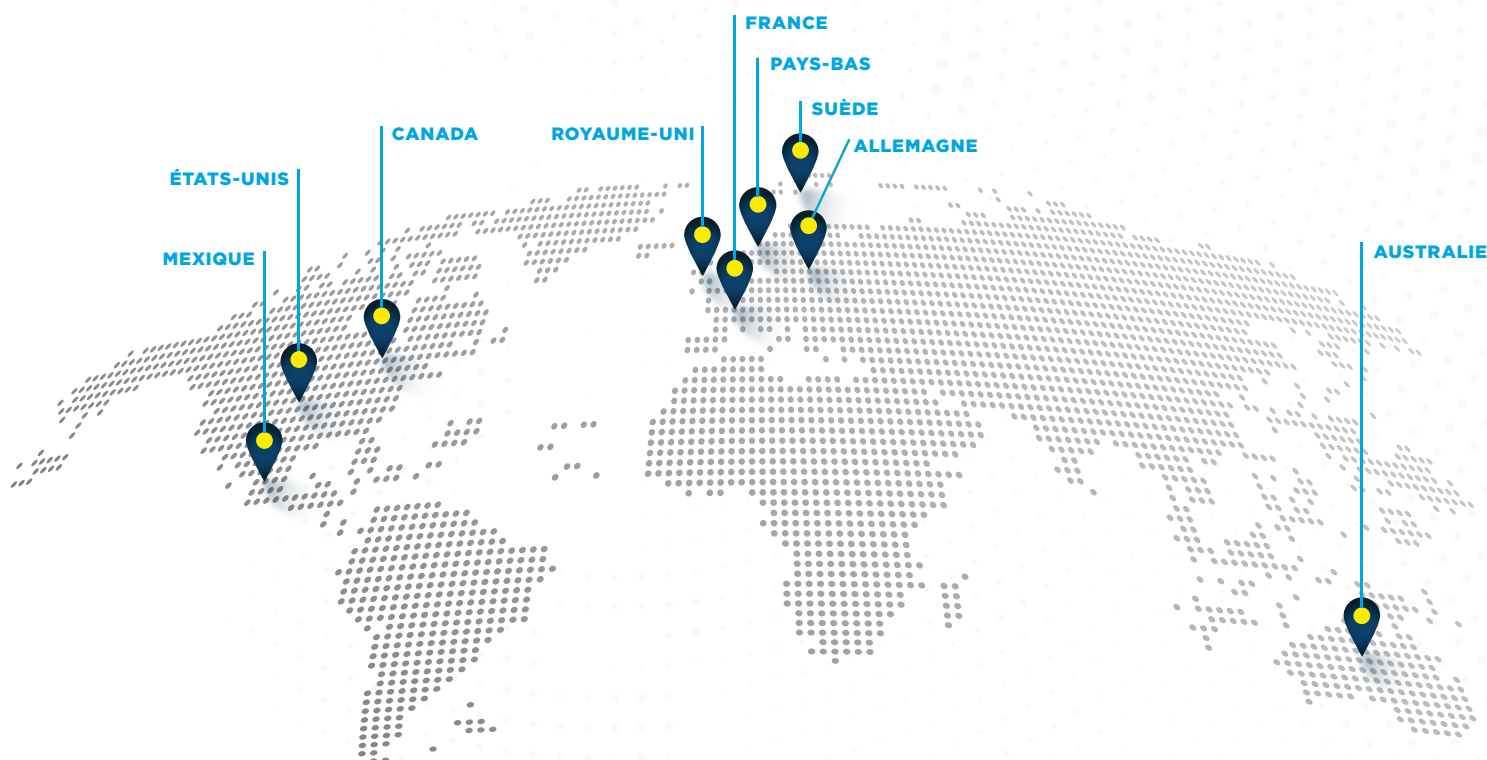 FRANCE
PAYS-BAS
SUÈDE
CANADA
ROYAUME-UNI
ALLEMAGNE
ÉTATS-UNIS
MEXIQUE
AUSTRALIE